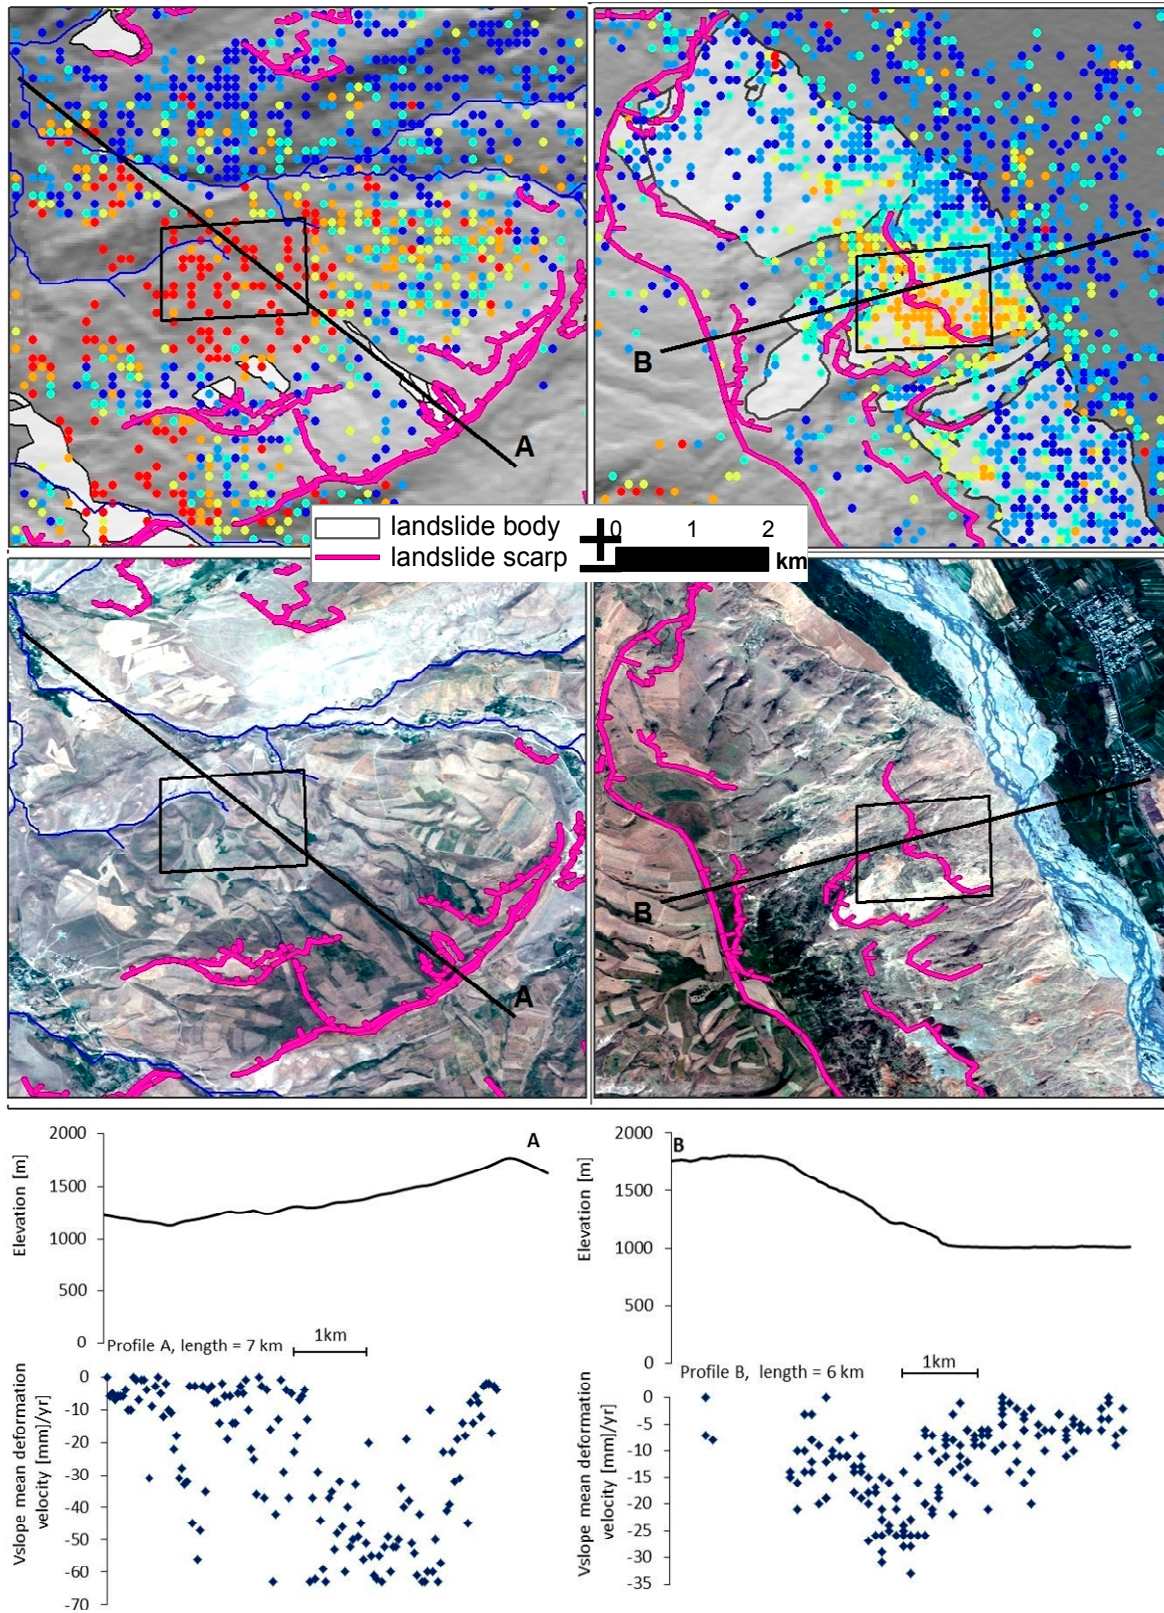 A
B
landslide body
landslide scarp
0 1 2
km
A
B
2000
1500
1000
500
0
Elevation [m]
A
Profile A, length = 7 km
1km
0
-10
-20
-30
-40
-50
-60
-70
Vslope mean deformation
velocity [mm]/yr]
2000
1500
1000
500
0
Elevation [m]
B
Profile B, length = 6 km
1km
0
-5
-10
-15
-20
-25
-30
-35
Vslope mean deformation
velocity [mm]/yr]